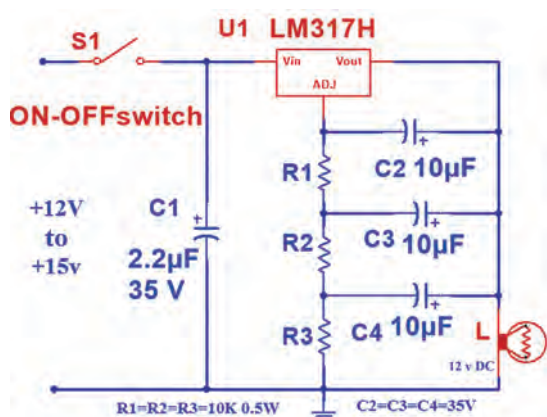 S1
U1 LM317H
Vin Vout
ADJ
ON-OFFswitch
R1
C2 10µF
+12V
to
+15v
C1
2.2µF
35 V
R2
C3 10µF
R3
C4 10µF
L
12 v DC
R1=R2=R3=10K 0.5W
C2=C3=C4=35V